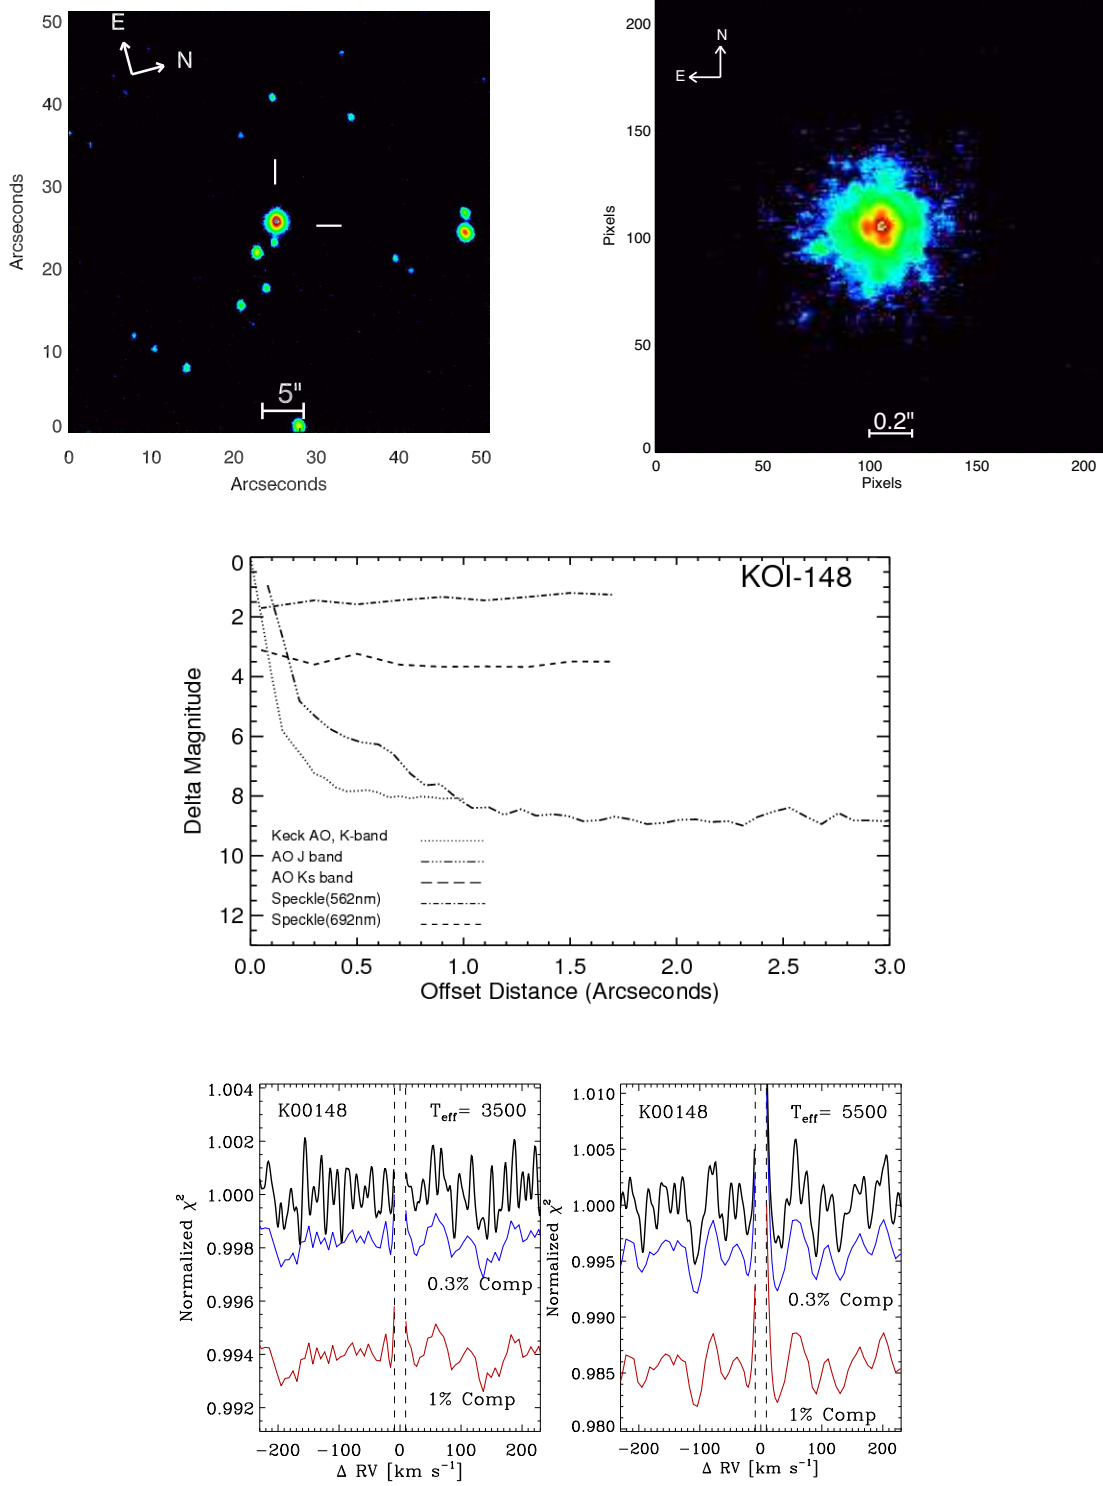 50
40
30
20
10
0
Arcseconds
E
N
5"
0 10 20 30 40 50
Arcseconds
200
150
100
50
0
Pixels
N
E
0.2"
0 50 100 150 200
Pixels
KOI-148
0
2
4
6
8
10
12
Delta Magnitude
Keck AO, K-band
AO J band
AO Ks band
Speckle(562nm)
Speckle(692nm)
0.0 0.5 1.0 1.5 2.0 2.5 3.0
Offset Distance (Arcseconds)
1.004
1.002
1.000
0.998
0.996
0.994
0.992
Normalized χ²
K00148
Teff= 3500
0.3% Comp
1% Comp
-200 -100 0 100 200
Δ RV [km s⁻¹]
1.010
1.005
1.000
0.995
0.990
0.985
0.980
Normalized χ²
K00148
Teff= 5500
0.3% Comp
1% Comp
-200 -100 0 100 200
Δ RV [km s⁻¹]